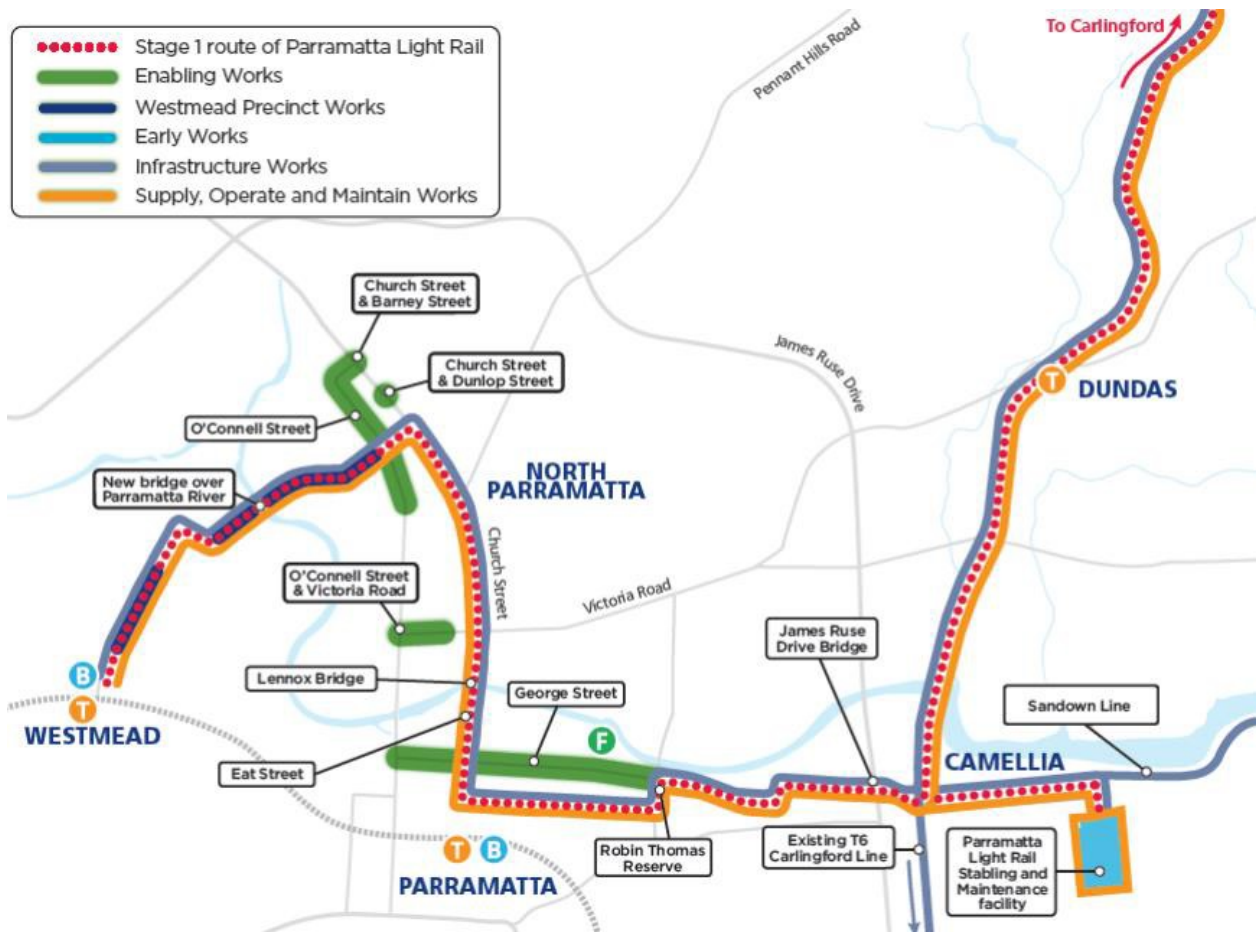 Stage 1 route of Parramatta Light Rail
Enabling Works
Westmead Precinct Works
Early Works
Infrastructure Works
Supply, Operate and Maintain Works
To Carlingford
Pennant Hills Road
Church Street
& Barney Street
Church Street
& Dunlop Street
James Ruse Drive
O'Connell Street
DUNDAS
T
New bridge over
Parramatta River
NORTH
PARRAMATTA
Church Street
O'Connell Street
& Victoria Road
Victoria Road
James Ruse
Drive Bridge
Lennox Bridge
George Street
Sandown Line
B
T
WESTMEAD
F
Eat Street
CAMELLIA
Robin Thomas
Reserve
Existing T6
Carlingford Line
Parramatta
Light Rail
Stabling and
Maintenance
facility
T B
PARRAMATTA